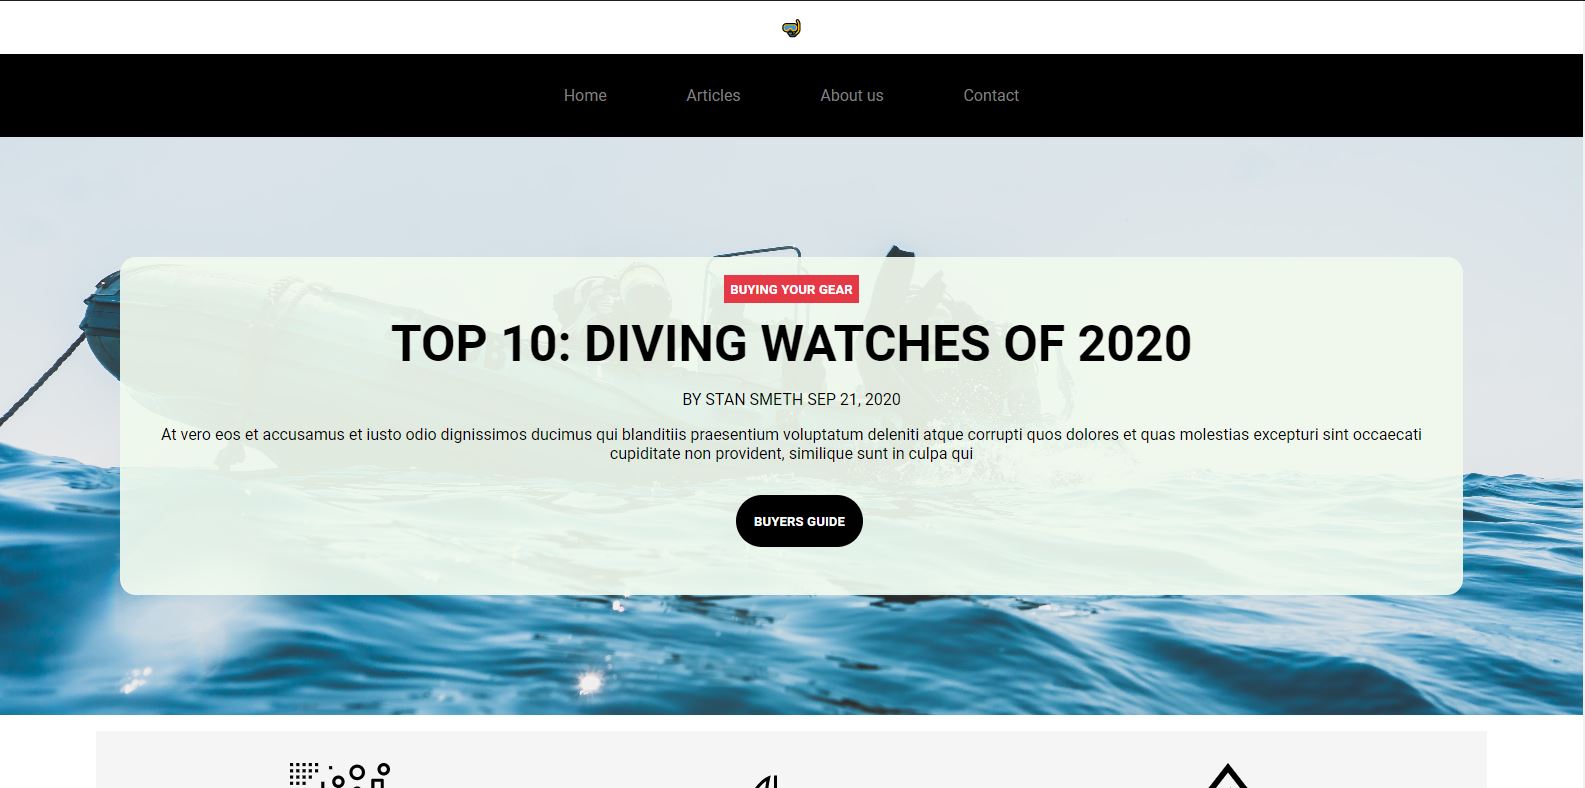 Home Articles About us Contact
BUYING YOUR GEAR
TOP 10: DIVING WATCHES OF 2020
BY STAN SMETH SEP 21, 2020
At vero eos et accusamus et iusto odio dignissimos ducimus qui blanditiis praesentium voluptatum deleniti atque corrupti quos dolores et quas molestias excepturi sint occaecati
cupiditate non provident, similique sunt in culpa qui
BUYERS GUIDE